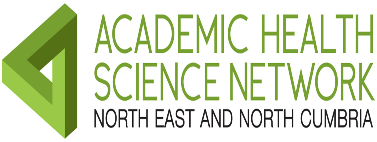 ACADEMIC HEALTH
SCIENCE NETWORK
NORTH EAST AND NORTH CUMBRIA